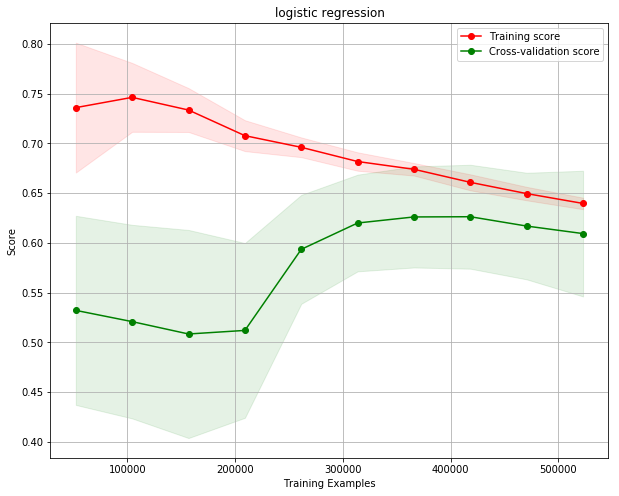 logistic regression
Training score
Cross-validation score
0.80
0.75
0.70
0.65
0.60
0.55
0.50
0.45
0.40
Score
100000 200000 300000 400000 500000
Training Examples